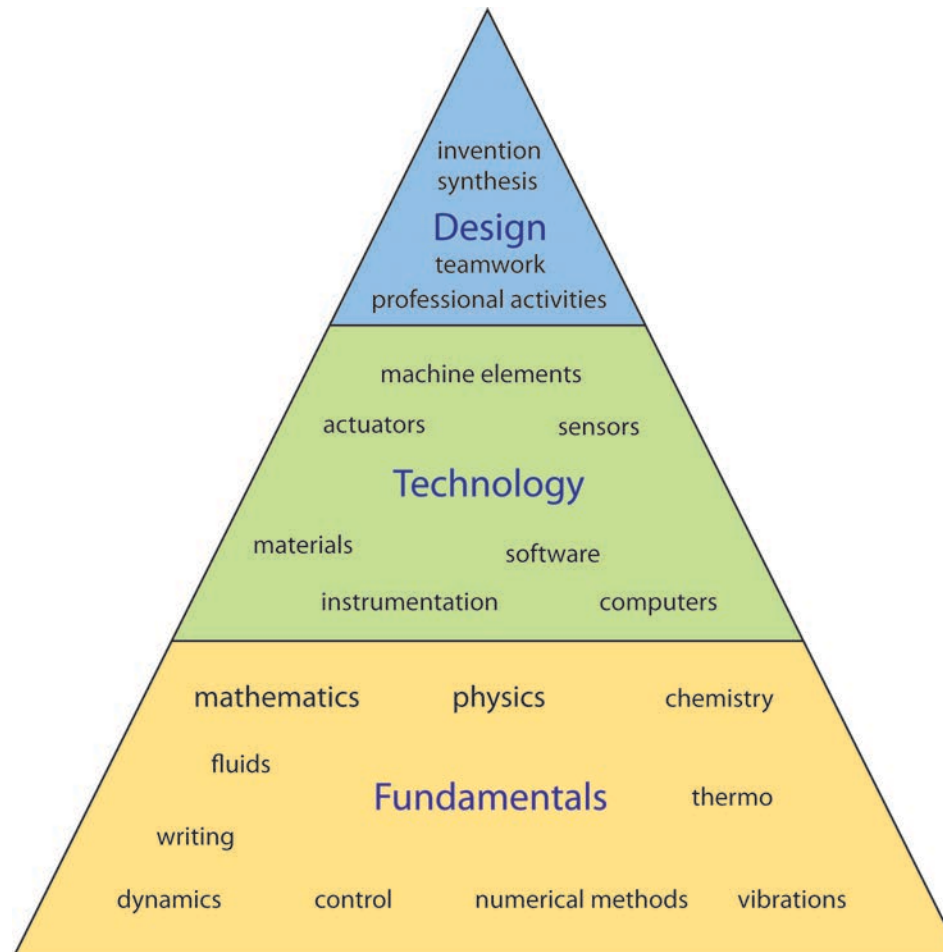 invention
synthesis
Design
teamwork
professional activities
machine elements
actuators sensors
Technology
materials software
instrumentation computers
mathematics physics chemistry
fluids
Fundamentals thermo
writing
dynamics control numerical methods vibrations